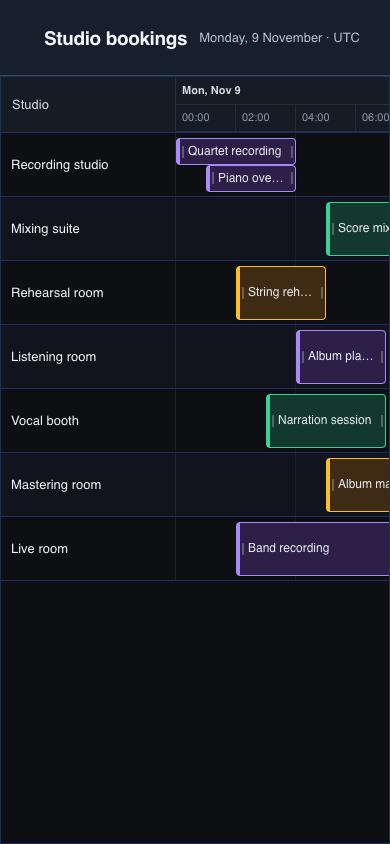 Studio bookings Monday, 9 November · UTC
Studio
Mon, Nov 9
00:00 02:00 04:00 06:00
Recording studio
Quartet recording
Piano ove…
Mixing suite
Score mix
Rehearsal room
String reh…
Listening room
Album pla…
Vocal booth
Narration session
Mastering room
Album ma
Live room
Band recording